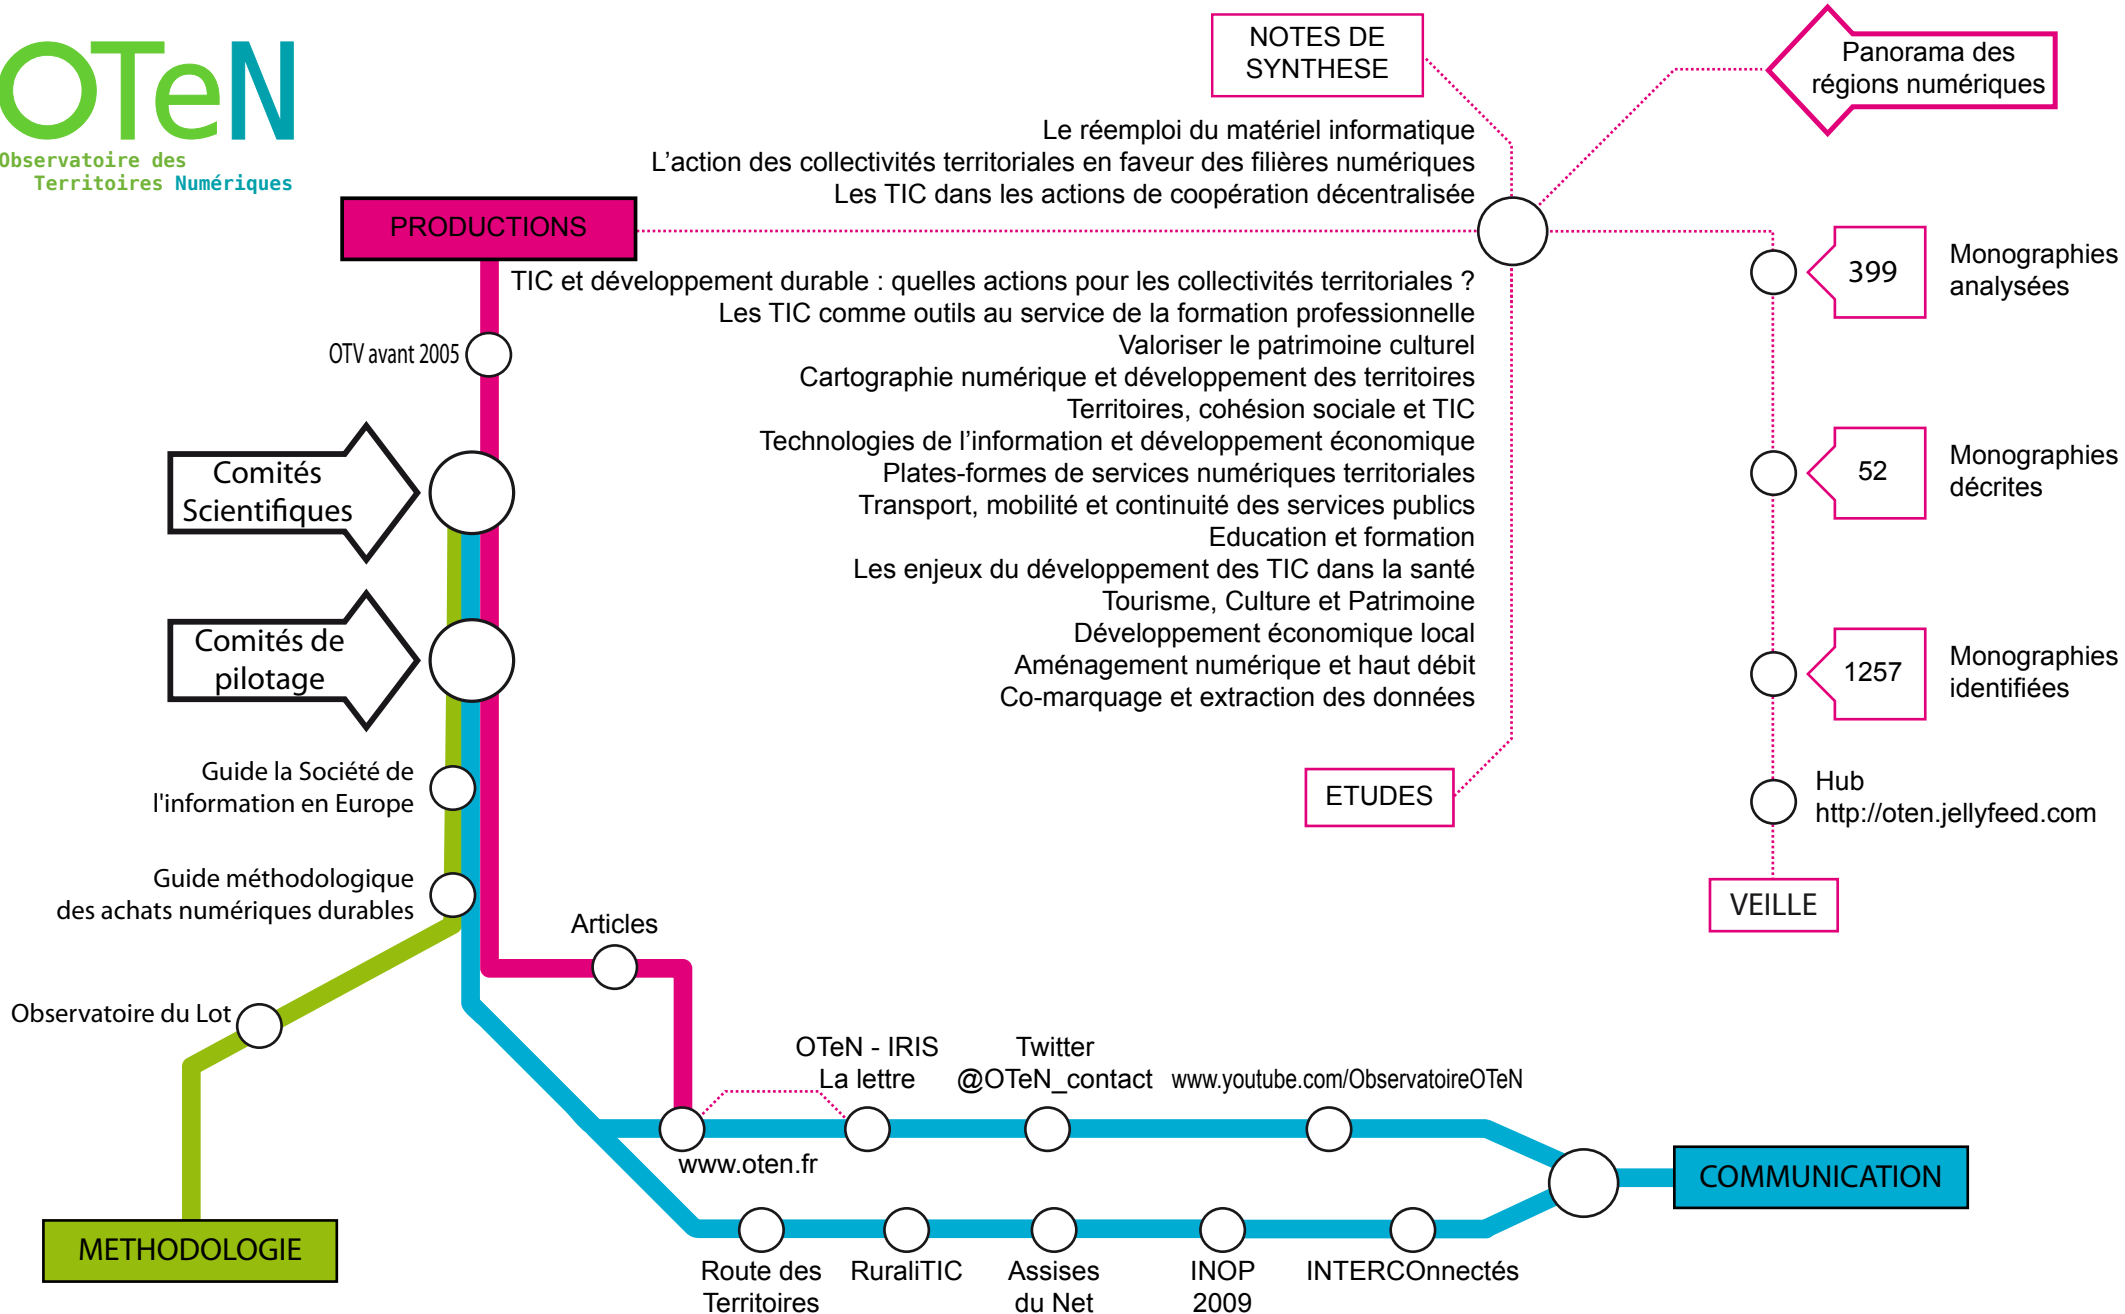 OTeN
Observatoire des
Territoires Numériques
NOTES DE
SYNTHESE
Panorama des
régions numériques
Le réemploi du matériel informatique
L’action des collectivités territoriales en faveur des filières numériques
Les TIC dans les actions de coopération décentralisée
PRODUCTIONS
TIC et développement durable : quelles actions pour les collectivités territoriales ?
Les TIC comme outils au service de la formation professionnelle
Valoriser le patrimoine culturel
Cartographie numérique et développement des territoires
Territoires, cohésion sociale et TIC
Technologies de l’information et développement économique
Plates-formes de services numériques territoriales
Transport, mobilité et continuité des services publics
Education et formation
Les enjeux du développement des TIC dans la santé
Tourisme, Culture et Patrimoine
Développement économique local
Aménagement numérique et haut débit
Co-marquage et extraction des données
ETUDES
399
Monographies
analysées
52
Monographies
décrites
1257
Monographies
identifiées
Hub
http://oten.jellyfeed.com
VEILLE
OTV avant 2005
Comités
Scientifiques
Comités de
pilotage
Guide la Société de
l'information en Europe
Guide méthodologique
des achats numériques durables
Observatoire du Lot
METHODOLOGIE
Articles
OTeN - IRIS
La lettre
Twitter
@OTeN_contact
www.youtube.com/ObservatoireOTeN
www.oten.fr
COMMUNICATION
Route des
Territoires
RuraliTIC
Assises
du Net
INOP
2009
INTERCOnnectés